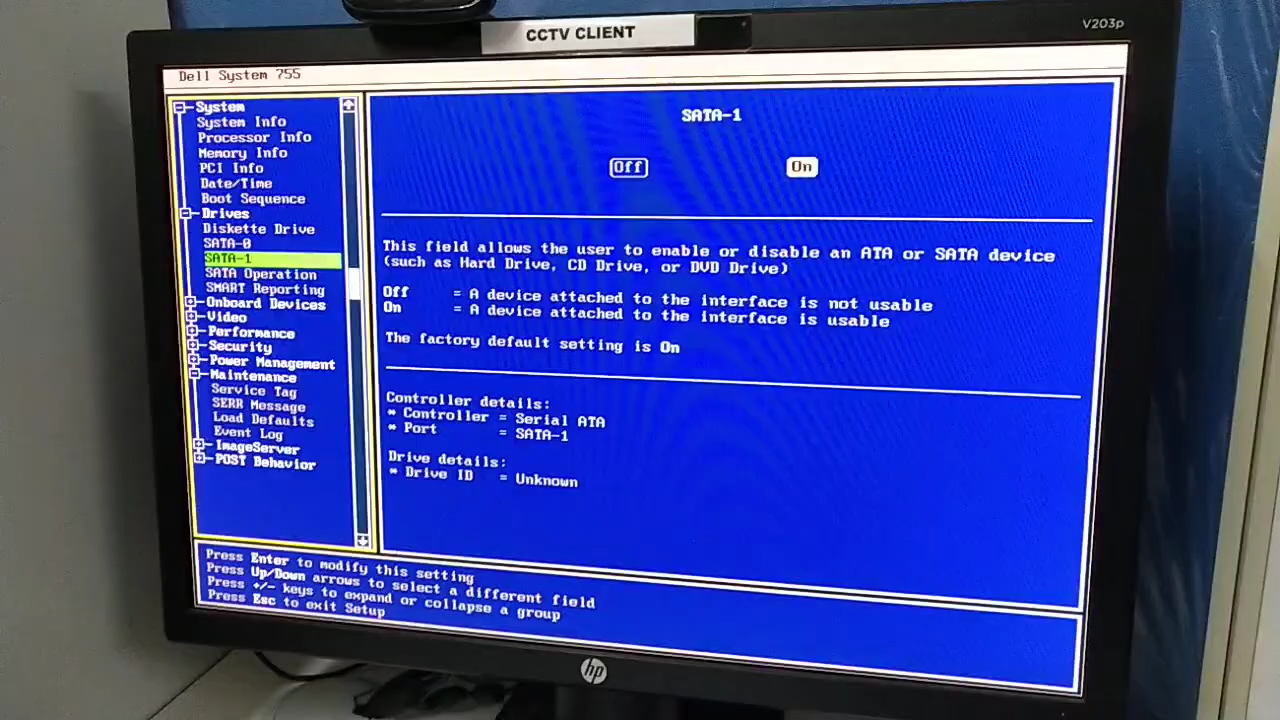 CCTV CLIENT
V203p
Dell System 755
System
System Info
Processor Info
Memory Info
PCI Info
Date/Time
Boot Sequence
Drives
Diskette Drive
SATA-0
SATA-1
SATA Operation
SMART Reporting
Onboard Devices
Video
Performance
Security
Power Management
Maintenance
Service Tag
SERR Message
Load Defaults
Event Log
ImageServer
POST Behavior
SATA-1
Off On
This field allows the user to enable or disable an ATA or SATA device
(such as Hard Drive, CD Drive, or DVD Drive)
Off = A device attached to the interface is not usable
On = A device attached to the interface is usable
The factory default setting is On
Controller details:
* Controller = Serial ATA
* Port = SATA-1
Drive details:
* Drive ID = Unknown
Press Enter to modify this setting
Press Up/Down arrows to select a different field
Press +/- keys to expand or collapse a group
Press Esc to exit Setup
hp